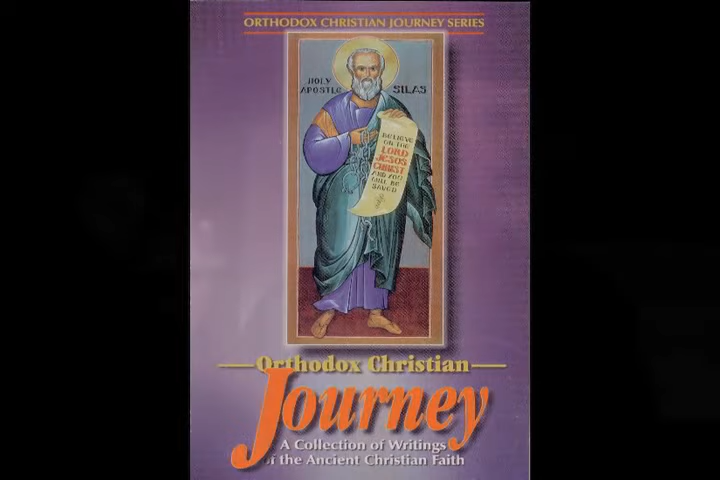 ORTHODOX CHRISTIAN JOURNEY SERIES
HOLY
APOSTLE SILAS
BELIEVE
ON THE
LORD
JESUS
CHRIST
AND YOU
WILL BE
SAVED
Orthodox Christian
Journey
A Collection of Writings
of the Ancient Christian Faith